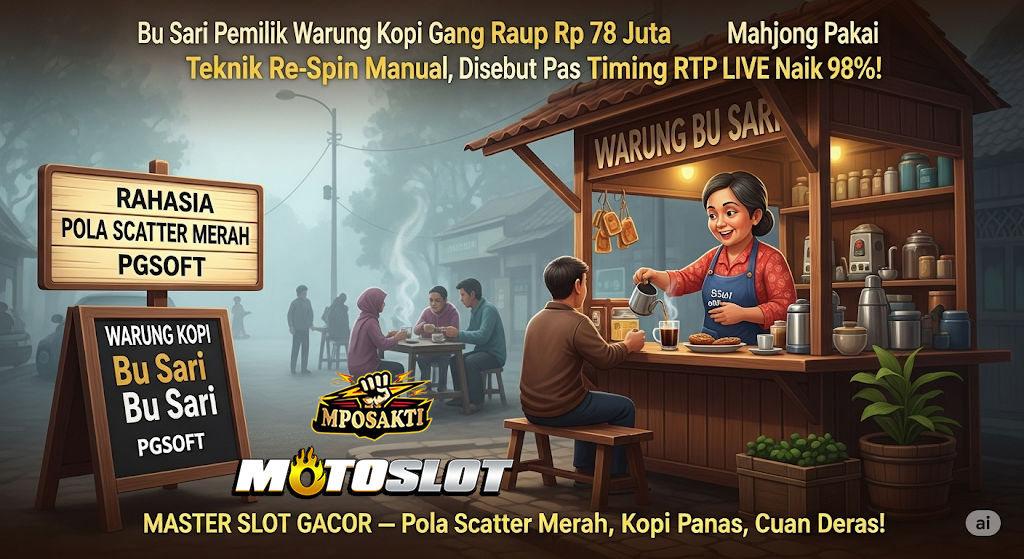 Bu Sari Pemilik Warung Kopi Gang Raup Rp 78 Juta Mahjong Pakai
Teknik Re-Spin Manual, Disebut Pas Timing RTP LIVE Naik 98%!
WARUNG BU SARI
RAHASIA
POLA SCATTER MERAH
PGSOFT
WARUNG KOPI
Bu Sari
Bu Sari
PGSOFT
MPOSAKTI
MOTOSLOT
MASTER SLOT GACOR — Pola Scatter Merah, Kopi Panas, Cuan Deras!
ai